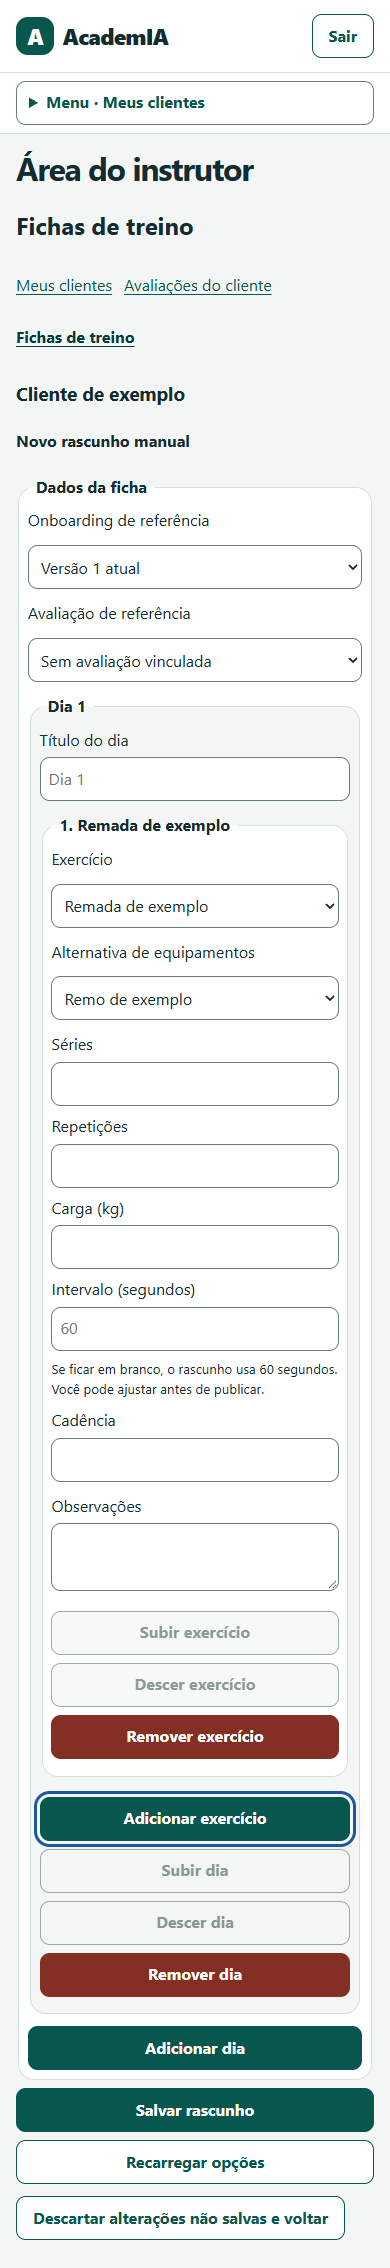 A AcademIA
Sair
Menu · Meus clientes
Área do instrutor
Fichas de treino
Meus clientes Avaliações do cliente
Fichas de treino
Cliente de exemplo
Novo rascunho manual
Dados da ficha
Onboarding de referência
Versão 1 atual
Avaliação de referência
Sem avaliação vinculada
Dia 1
Título do dia
Dia 1
1. Remada de exemplo
Exercício
Remada de exemplo
Alternativa de equipamentos
Remo de exemplo
Séries
Repetições
Carga (kg)
Intervalo (segundos)
60
Se ficar em branco, o rascunho usa 60 segundos.
Você pode ajustar antes de publicar.
Cadência
Observações
Subir exercício
Descer exercício
Remover exercício
Adicionar exercício
Subir dia
Descer dia
Remover dia
Adicionar dia
Salvar rascunho
Recarregar opções
Descartar alterações não salvas e voltar